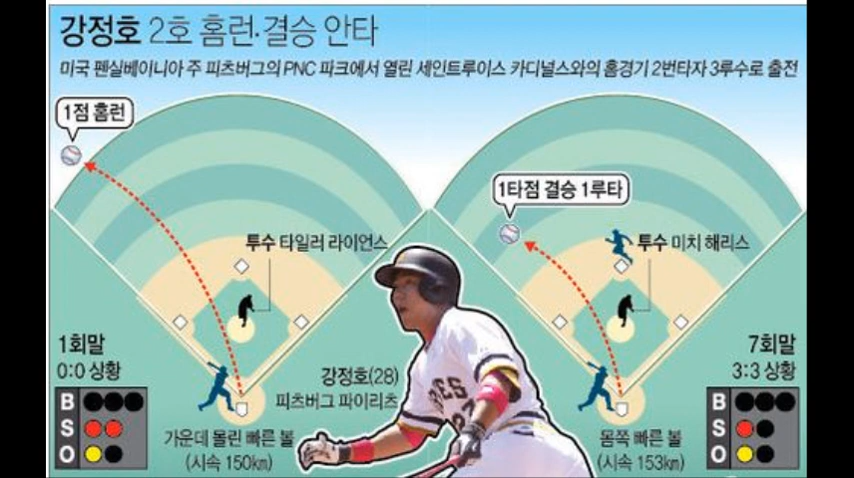 강정호 2호 홈런·결승 안타
미국 펜실베이니아 주 피츠버그의 PNC 파크에서 열린 세인트루이스 카디널스와의 홈경기 2번타자 3루수로 출전
1점 홈런
투수 타일러 라이언스
1회말
0:0 상황
B
S
O
가운데 몰린 빠른 볼
(시속 150km)
강정호(28)
피츠버그 파이리츠
1타점 결승 1루타
투수 미치 해리스
7회말
3:3 상황
B
S
O
몸쪽 빠른 볼
(시속 153km)